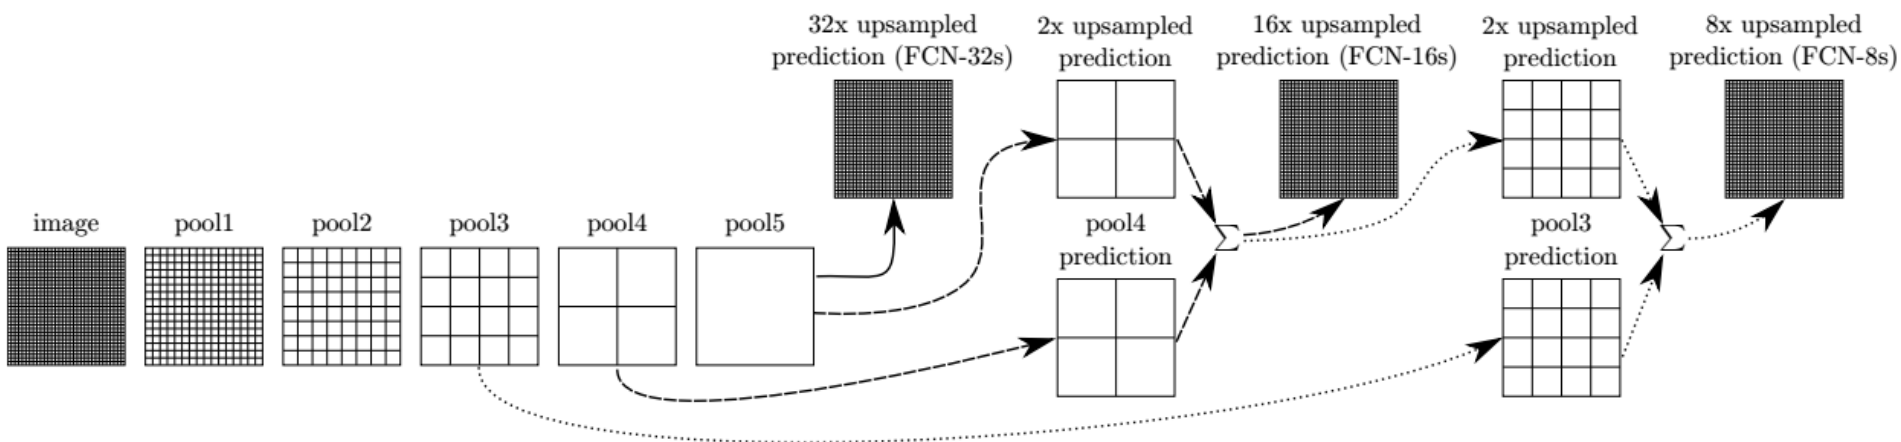 32x upsampled
prediction (FCN-32s)
2x upsampled
prediction
16x upsampled
prediction (FCN-16s)
2x upsampled
prediction
8x upsampled
prediction (FCN-8s)
image
pool1
pool2
pool3
pool4
pool5
pool4
prediction
∑
pool3
prediction
∑